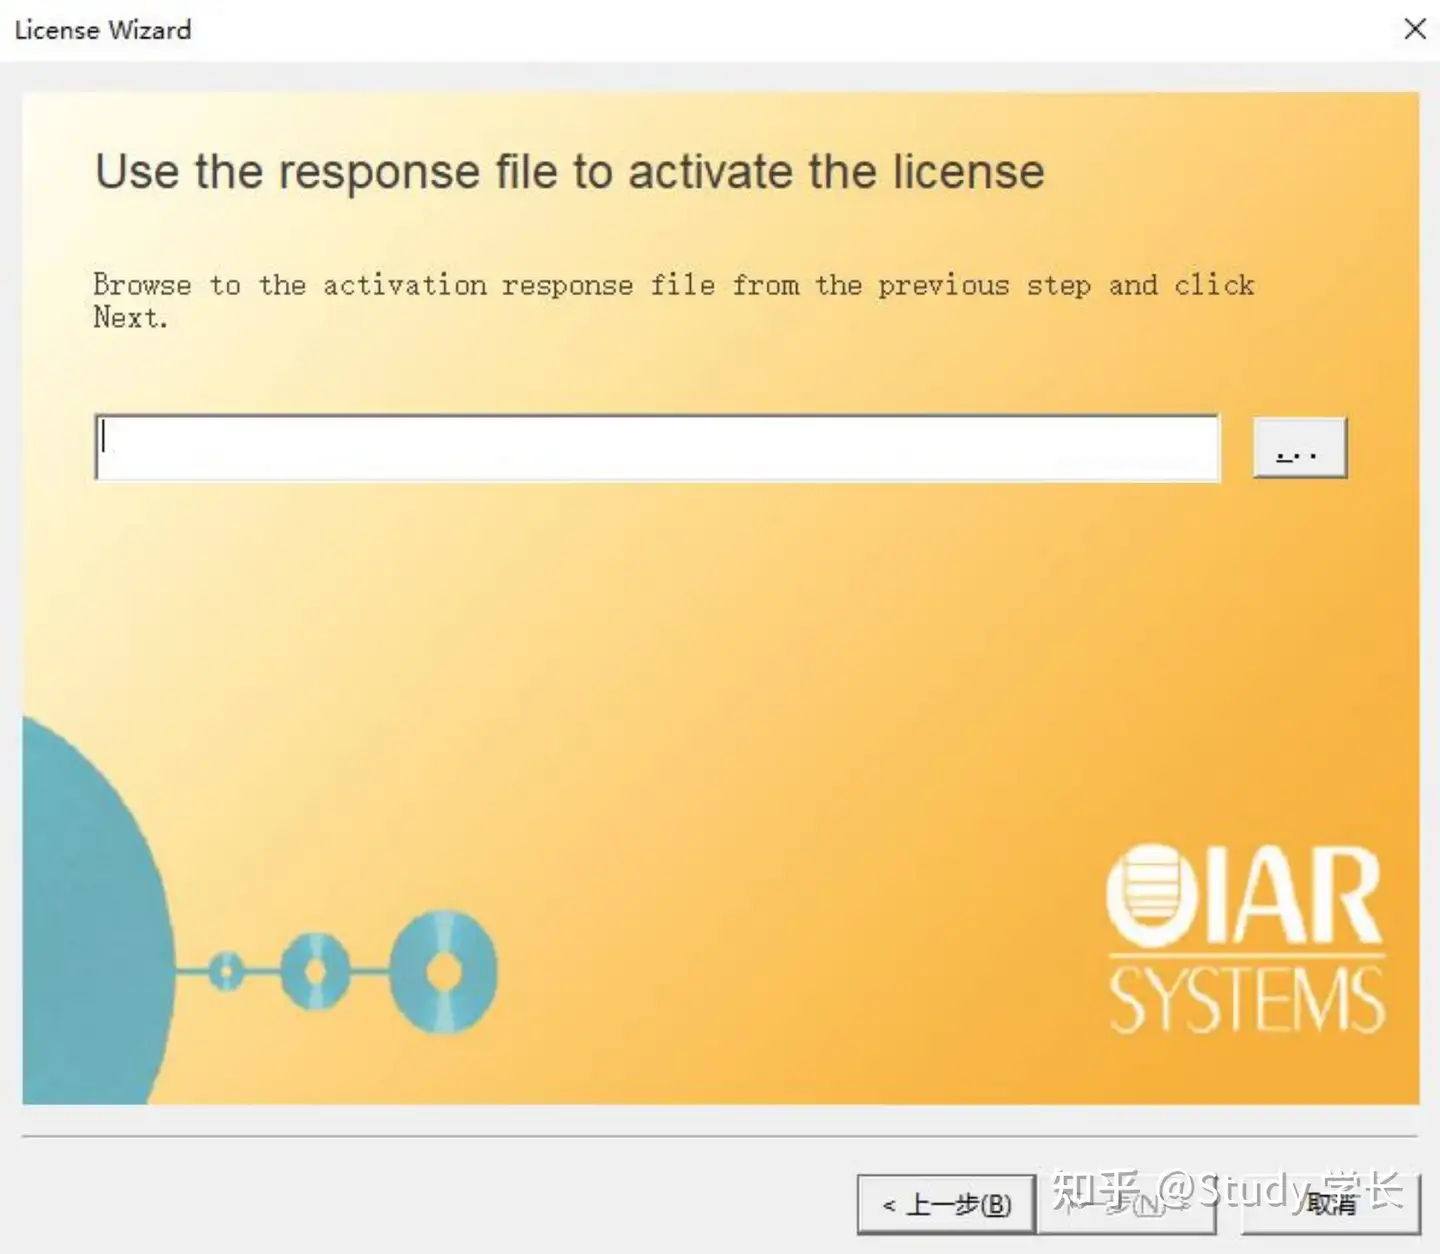 License Wizard
Use the response file to activate the license
Browse to the activation response file from the previous step and click
Next.
...
IAR
SYSTEMS
< 上一步(B)
(N) >
取消
知乎 @Study学长